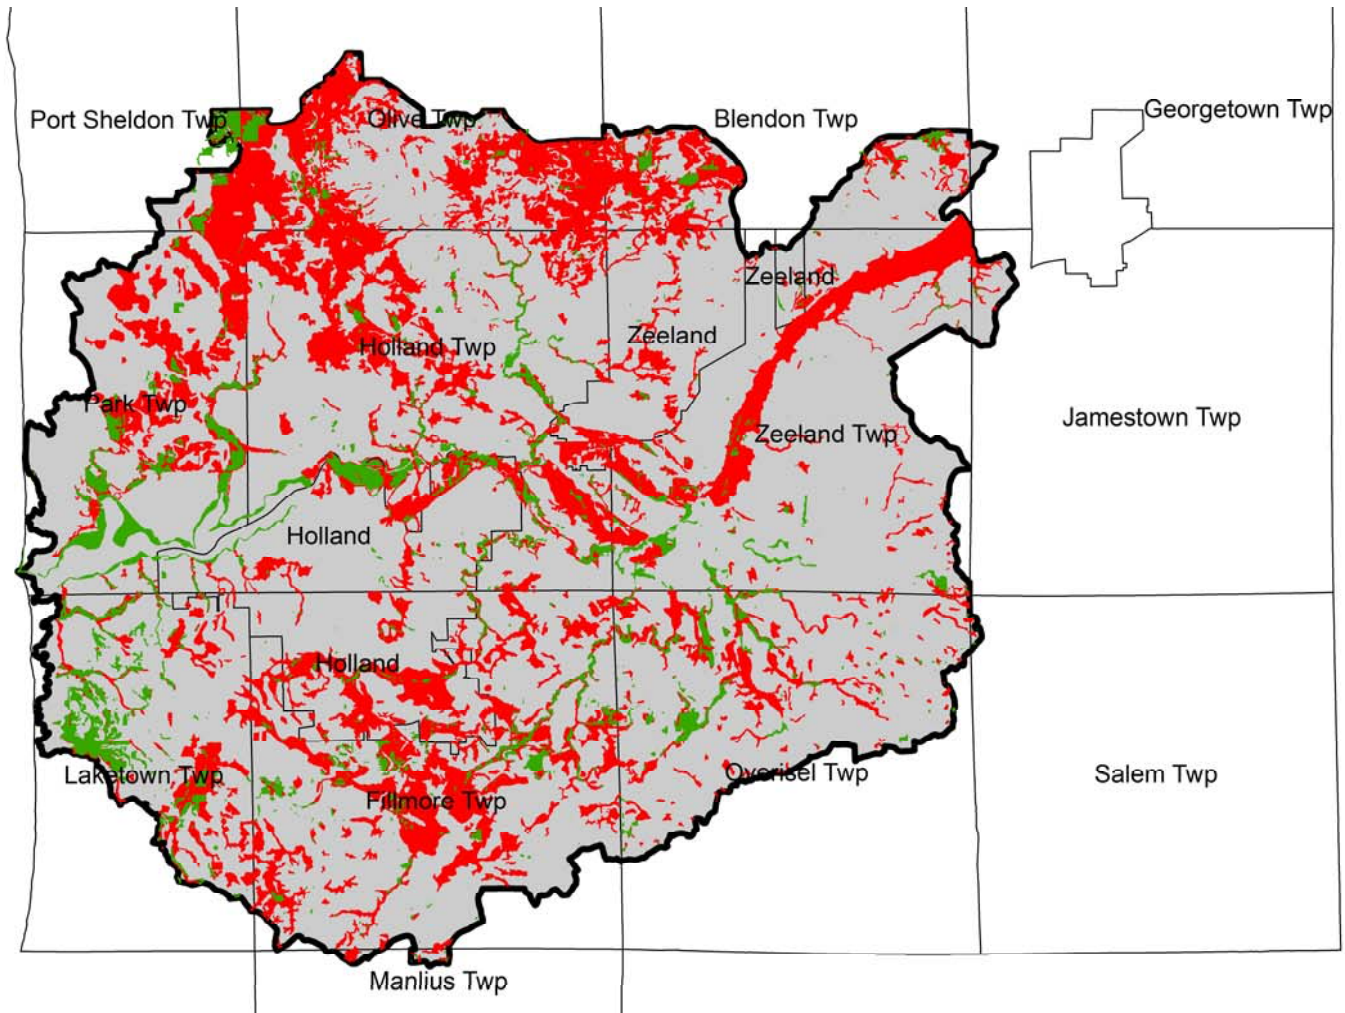 Port Sheldon Twp
Olive Twp
Blendon Twp
Georgetown Twp
Zeeland
Zeeland
Holland Twp
Park Twp
Zeeland Twp
Jamestown Twp
Holland
Holland
Laketown Twp
Overisel Twp
Salem Twp
Fillmore Twp
Manlius Twp